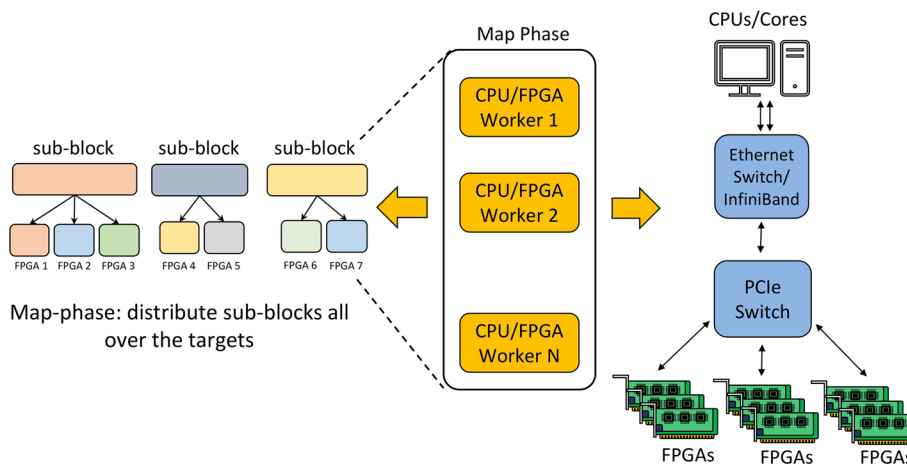 sub-block
sub-block
sub-block
FPGA 1
FPGA 2
FPGA 3
FPGA 4
FPGA 5
FPGA 6
FPGA 7
Map-phase: distribute sub-blocks all
over the targets
Map Phase
CPU/FPGA
Worker 1
CPU/FPGA
Worker 2
CPU/FPGA
Worker N
CPUs/Cores
Ethernet
Switch/
InfiniBand
PCIe
Switch
FPGAs
FPGAs
FPGAs